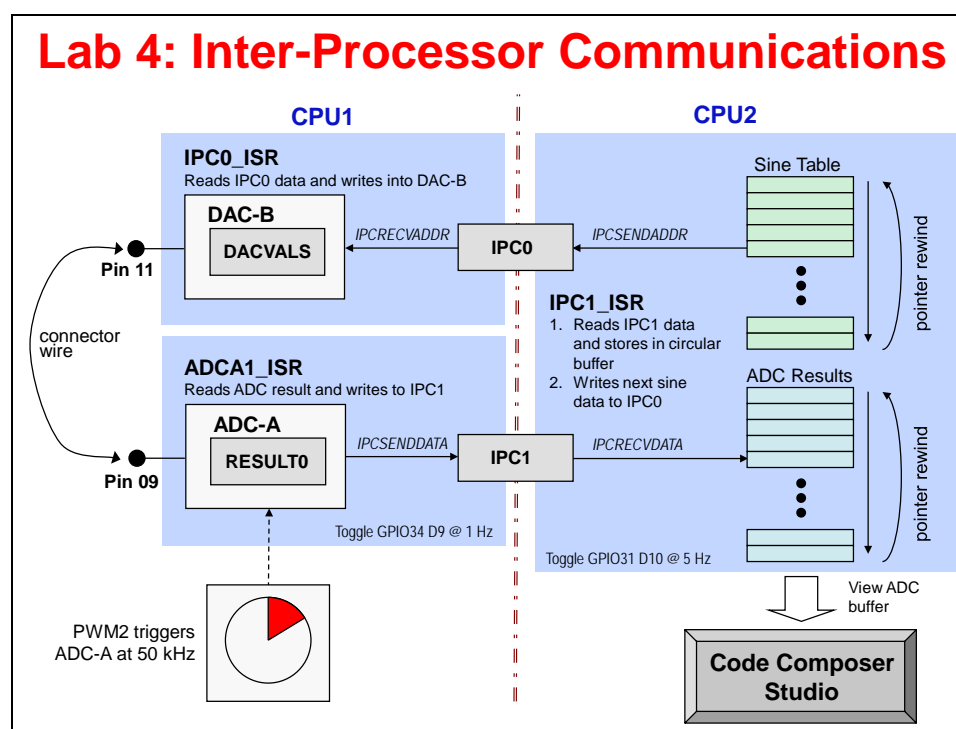 Lab 4: Inter-Processor Communications
CPU1
CPU2
IPC0_ISR
Reads IPC0 data and writes into DAC-B
DAC-B
DACVALS
IPCRECVADDR
IPC0
IPCSENDADDR
Sine Table
pointer rewind
Pin 11
connector
wire
IPC1_ISR
1. Reads IPC1 data
and stores in circular
buffer
2. Writes next sine
data to IPC0
ADCA1_ISR
Reads ADC result and writes to IPC1
ADC-A
RESULT0
IPCSENDDATA
IPC1
IPCRECVDATA
ADC Results
pointer rewind
Pin 09
Toggle GPIO34 D9 @ 1 Hz
Toggle GPIO31 D10 @ 5 Hz
PWM2 triggers
ADC-A at 50 kHz
View ADC
buffer
Code Composer
Studio